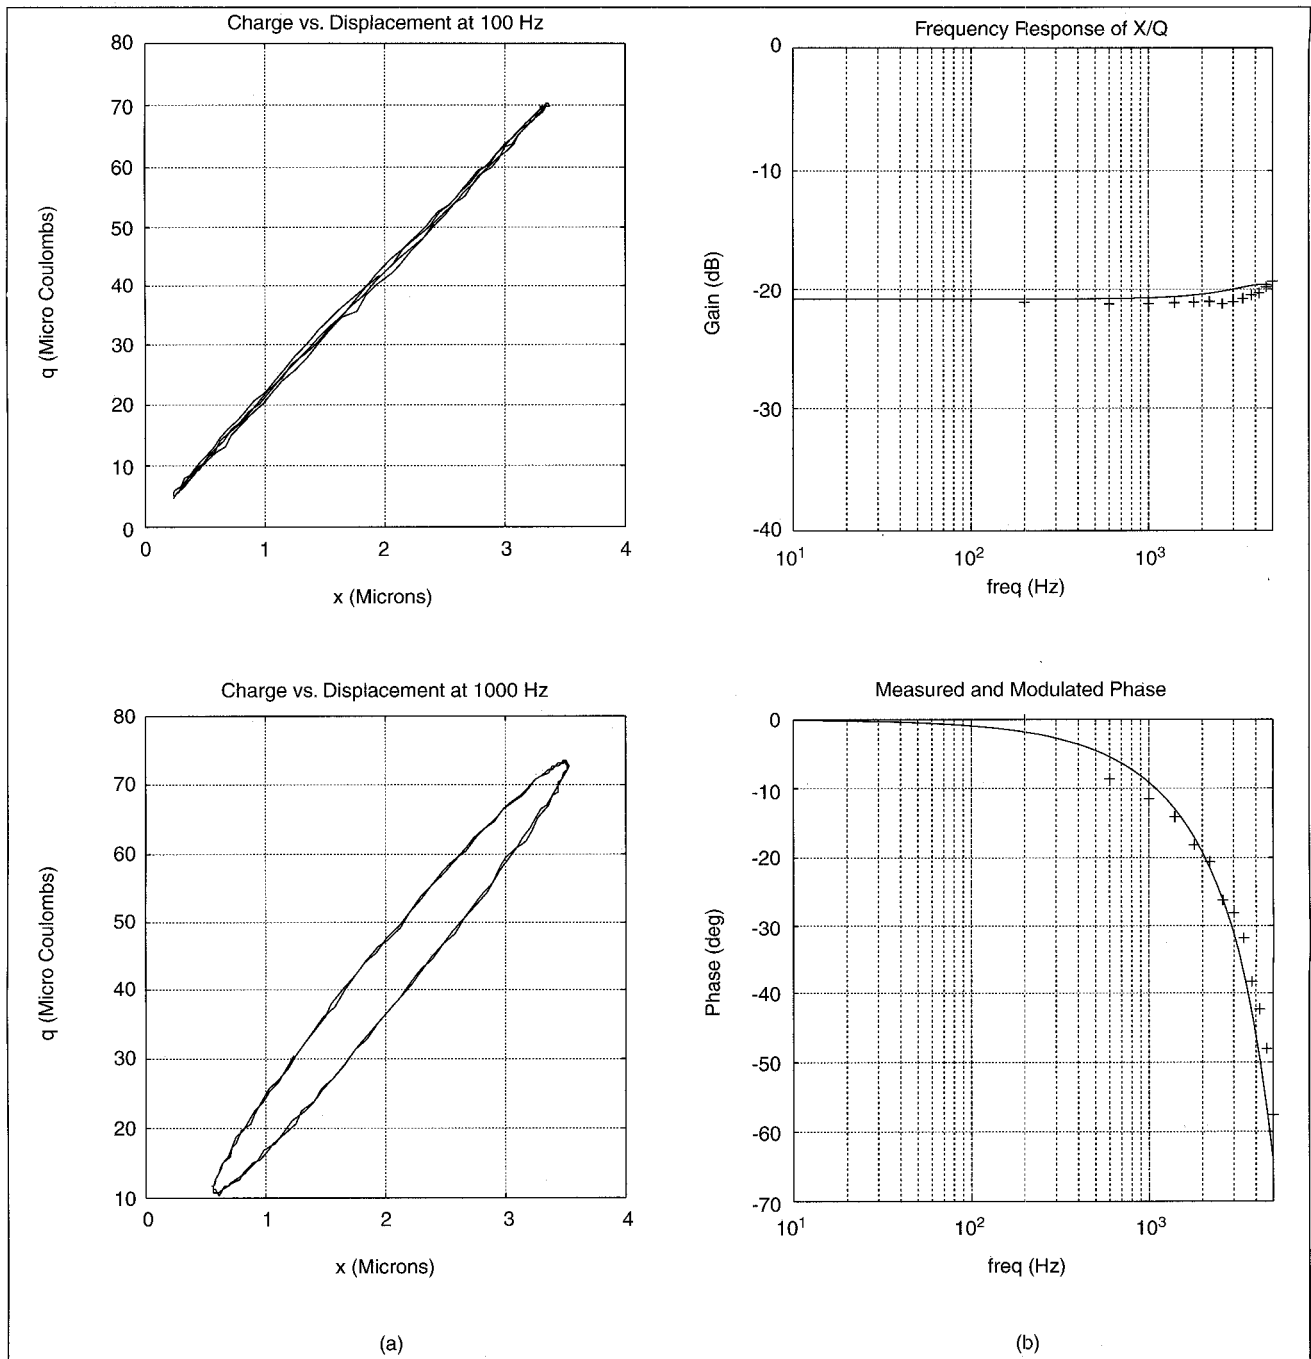 Charge vs. Displacement at 100 Hz
80
70
60
50
40
30
20
10
0
q (Micro Coulombs)
0 1 2 3 4
x (Microns)
Frequency Response of X/Q
0
-10
-20
-30
-40
Gain (dB)
10¹ 10² 10³
freq (Hz)
Charge vs. Displacement at 1000 Hz
80
70
60
50
40
30
20
10
q (Micro Coulombs)
0 1 2 3 4
x (Microns)
(a)
Measured and Modulated Phase
0
-10
-20
-30
-40
-50
-60
-70
Phase (deg)
10¹ 10² 10³
freq (Hz)
(b)